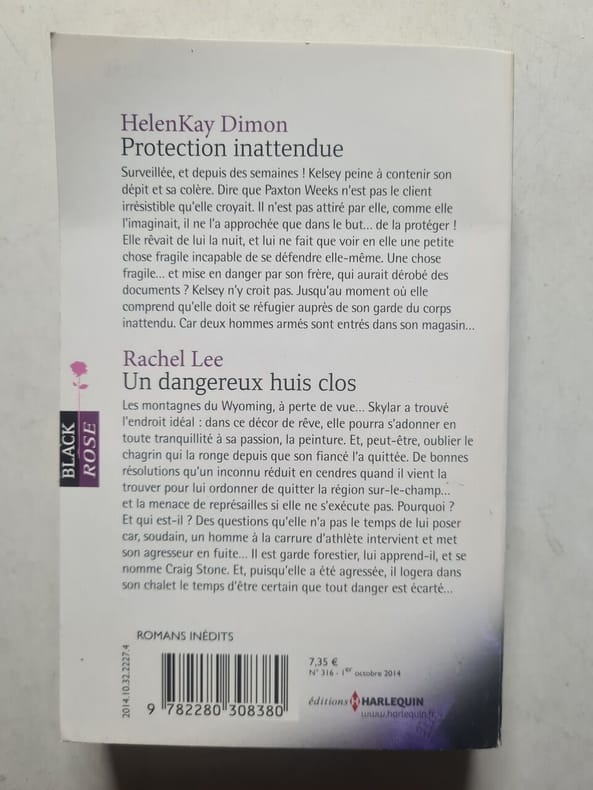 HelenKay Dimon
Protection inattendue
Surveillée, et depuis des semaines ! Kelsey peine à contenir son
dépit et sa colère. Dire que Paxton Weeks n'est pas le client
irrésistible qu'elle croyait. Il n'est pas attiré par elle, comme elle
l'imaginait, il ne l'a approchée que dans le but... de la protéger !
Elle rêvait de lui la nuit, et lui ne fait que voir en elle une petite
chose fragile incapable de se défendre elle-même. Une chose
fragile... et mise en danger par son frère, qui aurait dérobé des
documents ? Kelsey n'y croit pas. Jusqu'au moment où elle
comprend qu'elle doit se réfugier auprès de son garde du corps
inattendu. Car deux hommes armés sont entrés dans son magasin...
Rachel Lee
Un dangereux huis clos
Les montagnes du Wyoming, à perte de vue... Skylar a trouvé
l'endroit idéal : dans ce décor de rêve, elle pourra s'adonner en
toute tranquillité à sa passion, la peinture. Et, peut-être, oublier le
chagrin qui la ronge depuis que son fiancé l'a quittée. De bonnes
résolutions qu'un inconnu réduit en cendres quand il vient la
trouver pour lui ordonner de quitter la région sur-le-champ...
et la menace de représailles si elle ne s'exécute pas. Pourquoi ?
Et qui est-il ? Des questions qu'elle n'a pas le temps de lui poser
car, soudain, un homme à la carrure d'athlète intervient et met
son agresseur en fuite... Il est garde forestier, lui apprend-il, et se
nomme Craig Stone. Et, puisqu'elle a été agressée, il logera dans
son chalet le temps d'être certain que tout danger est écarté...
BLACK
ROSE
ROMANS INÉDITS
2014.10.32.2227.4
9 782280 308380
7,35 €
N° 316 - 1er octobre 2014
éditions H HARLEQUIN
www.harlequin.fr